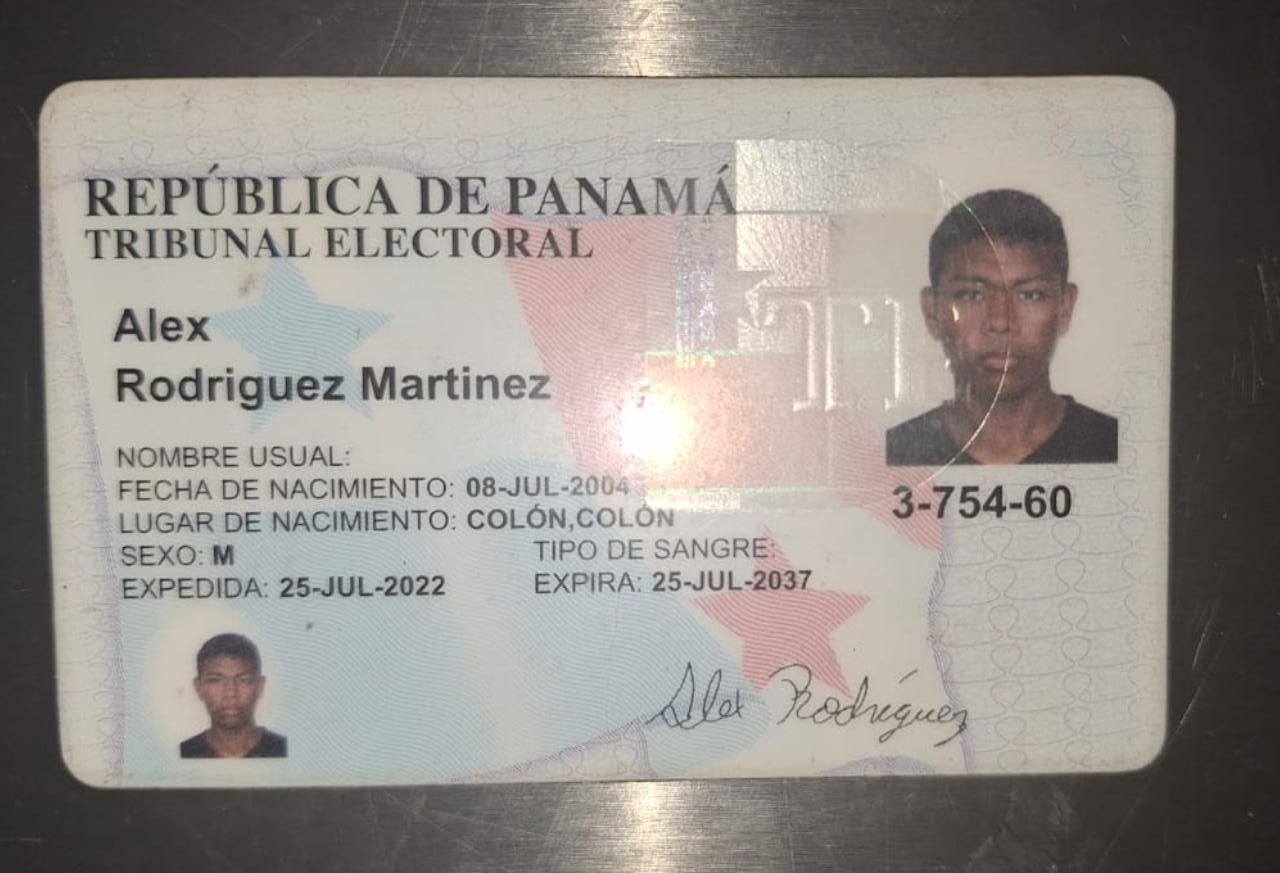 REPÚBLICA DE PANAMÁ
TRIBUNAL ELECTORAL
Alex
Rodriguez Martinez
NOMBRE USUAL:
FECHA DE NACIMIENTO: 08-JUL-2004
LUGAR DE NACIMIENTO: COLÓN,COLÓN
SEXO: M
TIPO DE SANGRE:
EXPEDIDA: 25-JUL-2022
EXPIRA: 25-JUL-2037
3-754-60
Alex Rodríguez